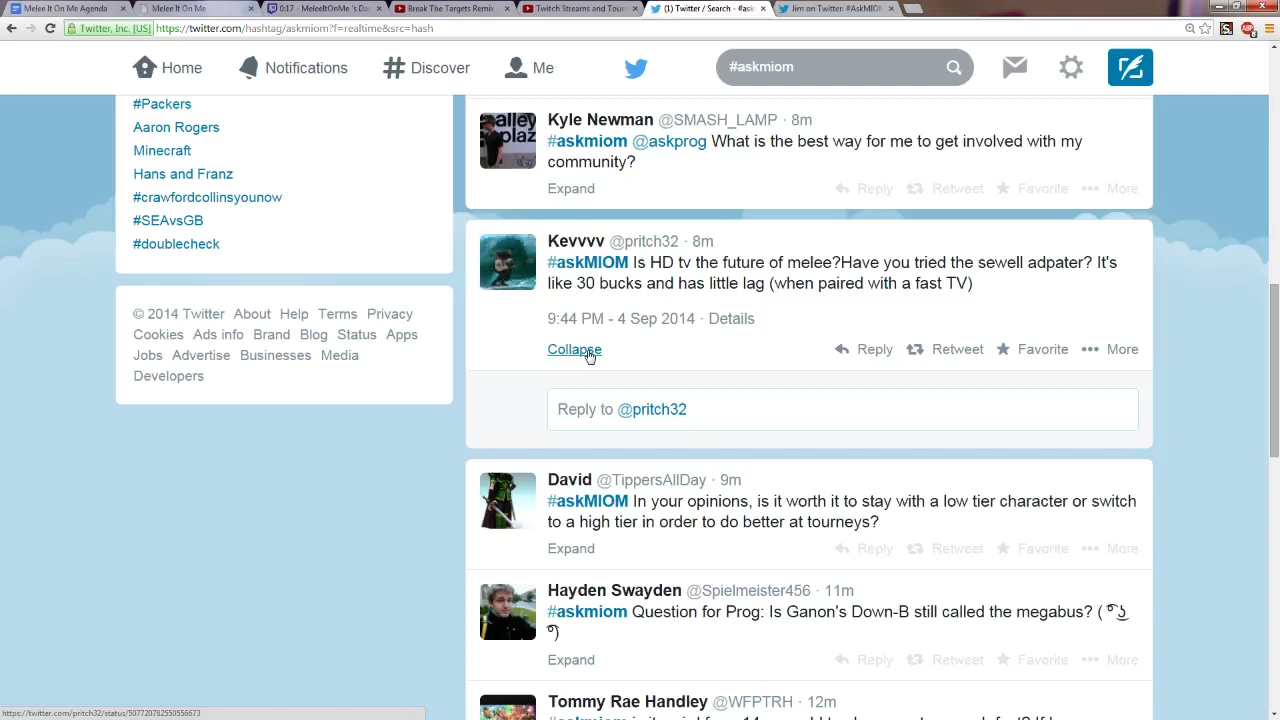 Melee It On Me Agenda
Melee It On Me
0:17 - MeleeItOnMe's Da
Break The Targets Remi
Twitch Streams and Tour
(1) Twitter / Search - #ask
Jim on Twitter: #AskMIO
Twitter, Inc. [US]
https://twitter.com/hashtag/askmiom?f=realtime&src=hash
Home
Notifications
Discover
Me
#askmiom
#Packers
Aaron Rogers
Minecraft
Hans and Franz
#crawfordcollinsyounow
#SEAvsGB
#doublecheck
© 2014 Twitter About Help Terms Privacy
Cookies Ads info Brand Blog Status Apps
Jobs Advertise Businesses Media
Developers
Kyle Newman @SMASH_LAMP · 8m
#askmiom @askprog What is the best way for me to get involved with my
community?
Expand Reply Retweet Favorite More
Kevvvv @pritch32 · 8m
#askMIOM Is HD tv the future of melee?Have you tried the sewell adpater? It's
like 30 bucks and has little lag (when paired with a fast TV)
9:44 PM - 4 Sep 2014 · Details
Collapse Reply Retweet Favorite More
Reply to @pritch32
David @TippersAllDay · 9m
#askMIOM In your opinions, is it worth it to stay with a low tier character or switch
to a high tier in order to do better at tourneys?
Expand Reply Retweet Favorite More
Hayden Swayden @Spielmeister456 · 11m
#askmiom Question for Prog: Is Ganon's Down-B still called the megabus? ( ͡° ͜ʖ
͡°)
Expand Reply Retweet Favorite More
Tommy Rae Handley @WFPTRH · 12m
https://twitter.com/pritch32/status/507720782550556673